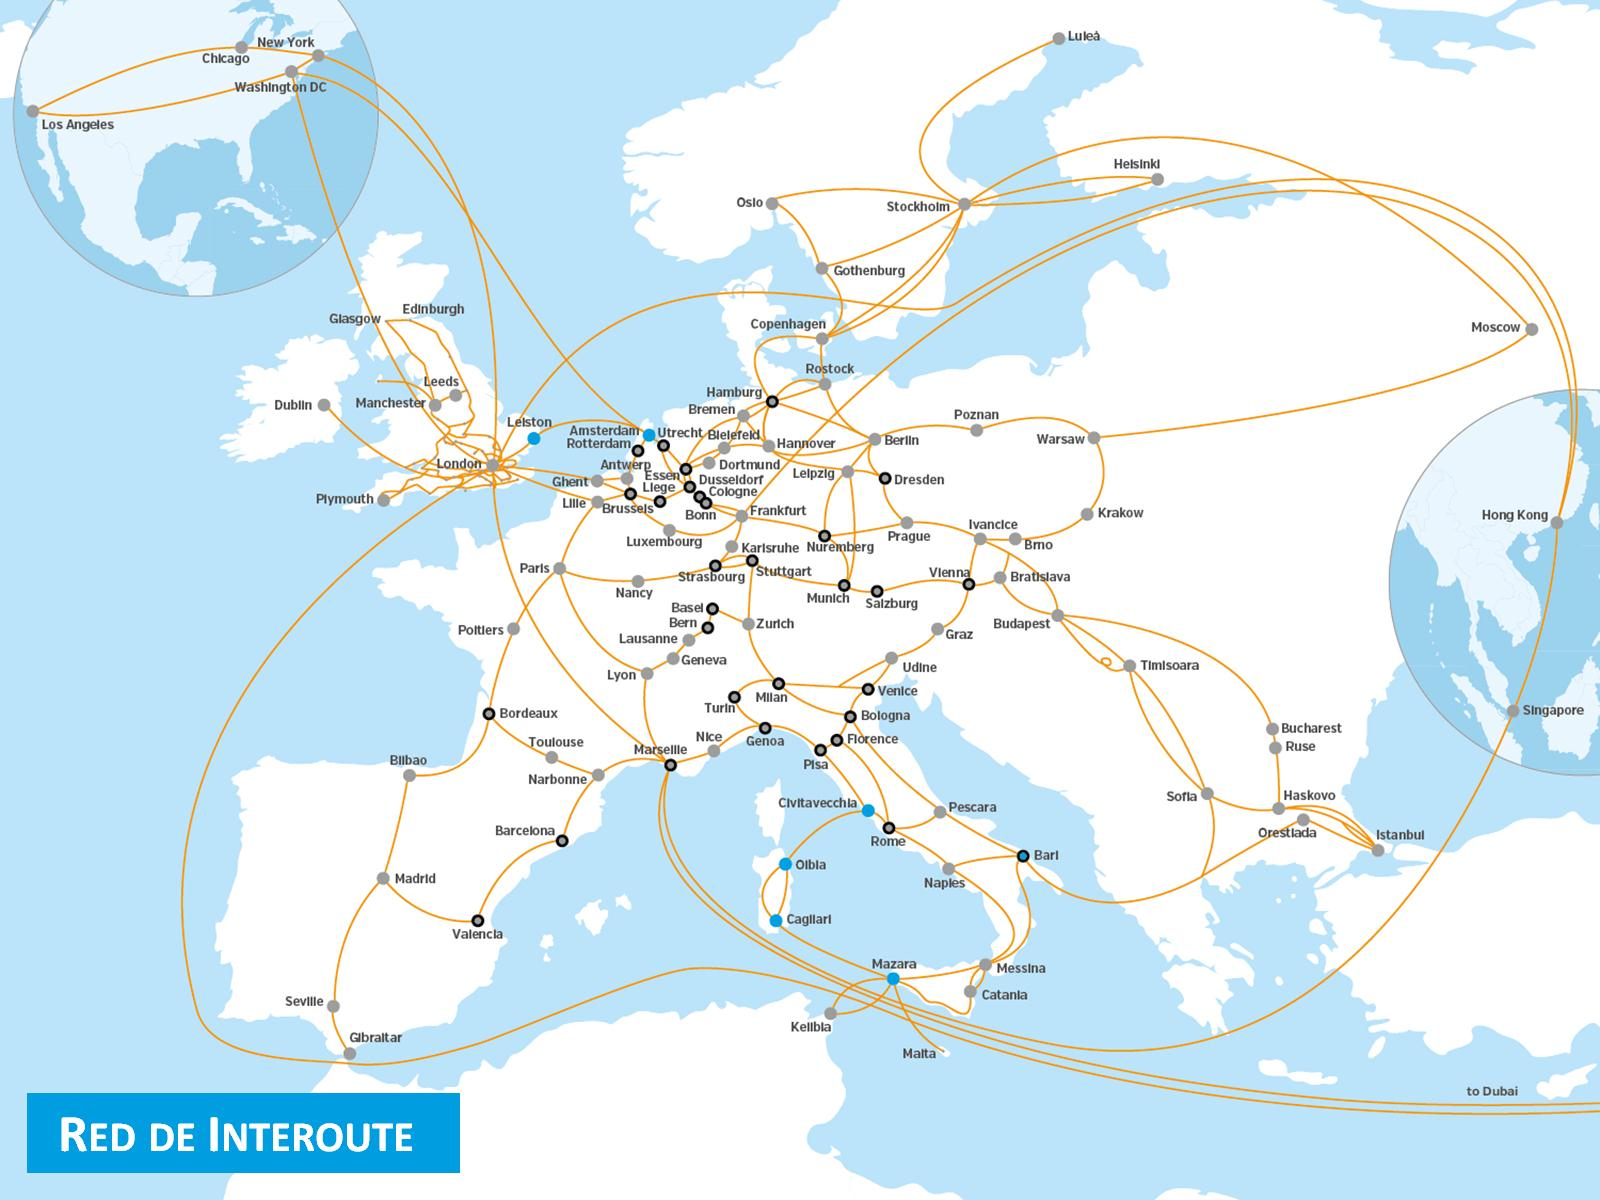 New York
Chicago
Washington DC
Los Angeles
Luleå
Helsinki
Oslo
Stockholm
Gothenburg
Edinburgh
Glasgow
Copenhagen
Moscow
Rostock
Leeds
Hamburg
Manchester
Dublin
Bremen
Leiston
Poznan
Amsterdam
Utrecht
Bielefeld
Rotterdam
Hannover
Berlin
Warsaw
London
Antwerp
Dortmund
Essen
Leipzig
Ghent
Dusseldorf
Dresden
Liege
Cologne
Plymouth
Lille
Brussels
Bonn
Frankfurt
Krakow
Hong Kong
Ivancice
Luxembourg
Karlsruhe
Nuremberg
Prague
Brno
Paris
Strasbourg
Stuttgart
Vienna
Bratislava
Nancy
Munich
Salzburg
Basel
Bern
Zurich
Budapest
Poitiers
Lausanne
Graz
Geneva
Udine
Timisoara
Lyon
Venice
Milan
Turin
Singapore
Bordeaux
Bologna
Bucharest
Toulouse
Nice
Genoa
Florence
Ruse
Marseille
Pisa
Bilbao
Narbonne
Sofia
Haskovo
Civitavecchia
Pescara
Barcelona
Rome
Orestiada
Istanbul
Bari
Olbia
Madrid
Naples
Cagliari
Valencia
Mazara
Messina
Catania
Seville
Kelibia
Gibraltar
Malta
to Dubai
RED DE INTEROUTE